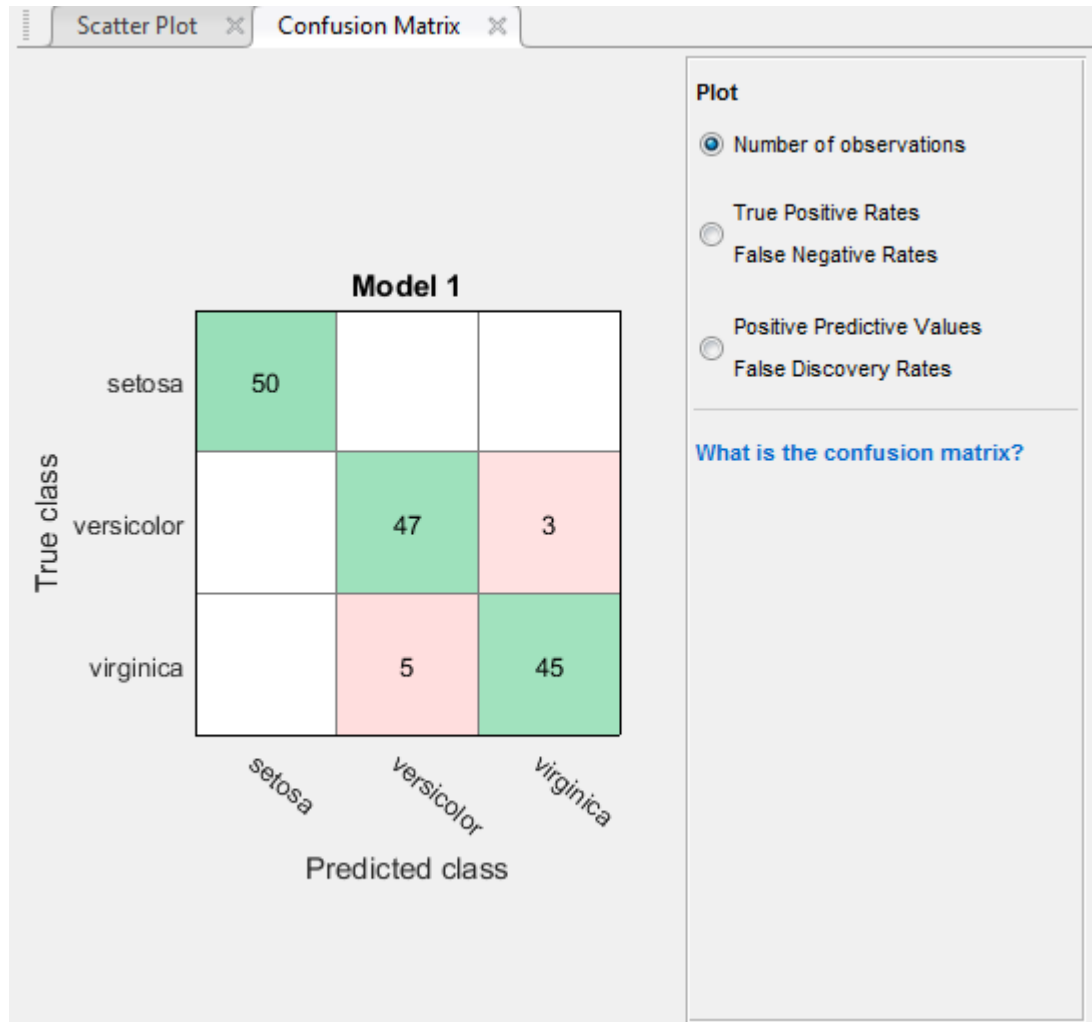 Scatter Plot
Confusion Matrix
Plot
Number of observations
True Positive Rates
False Negative Rates
Positive Predictive Values
False Discovery Rates
What is the confusion matrix?
Model 1
True class
setosa 50
versicolor 47 3
virginica 5 45
setosa versicolor virginica
Predicted class